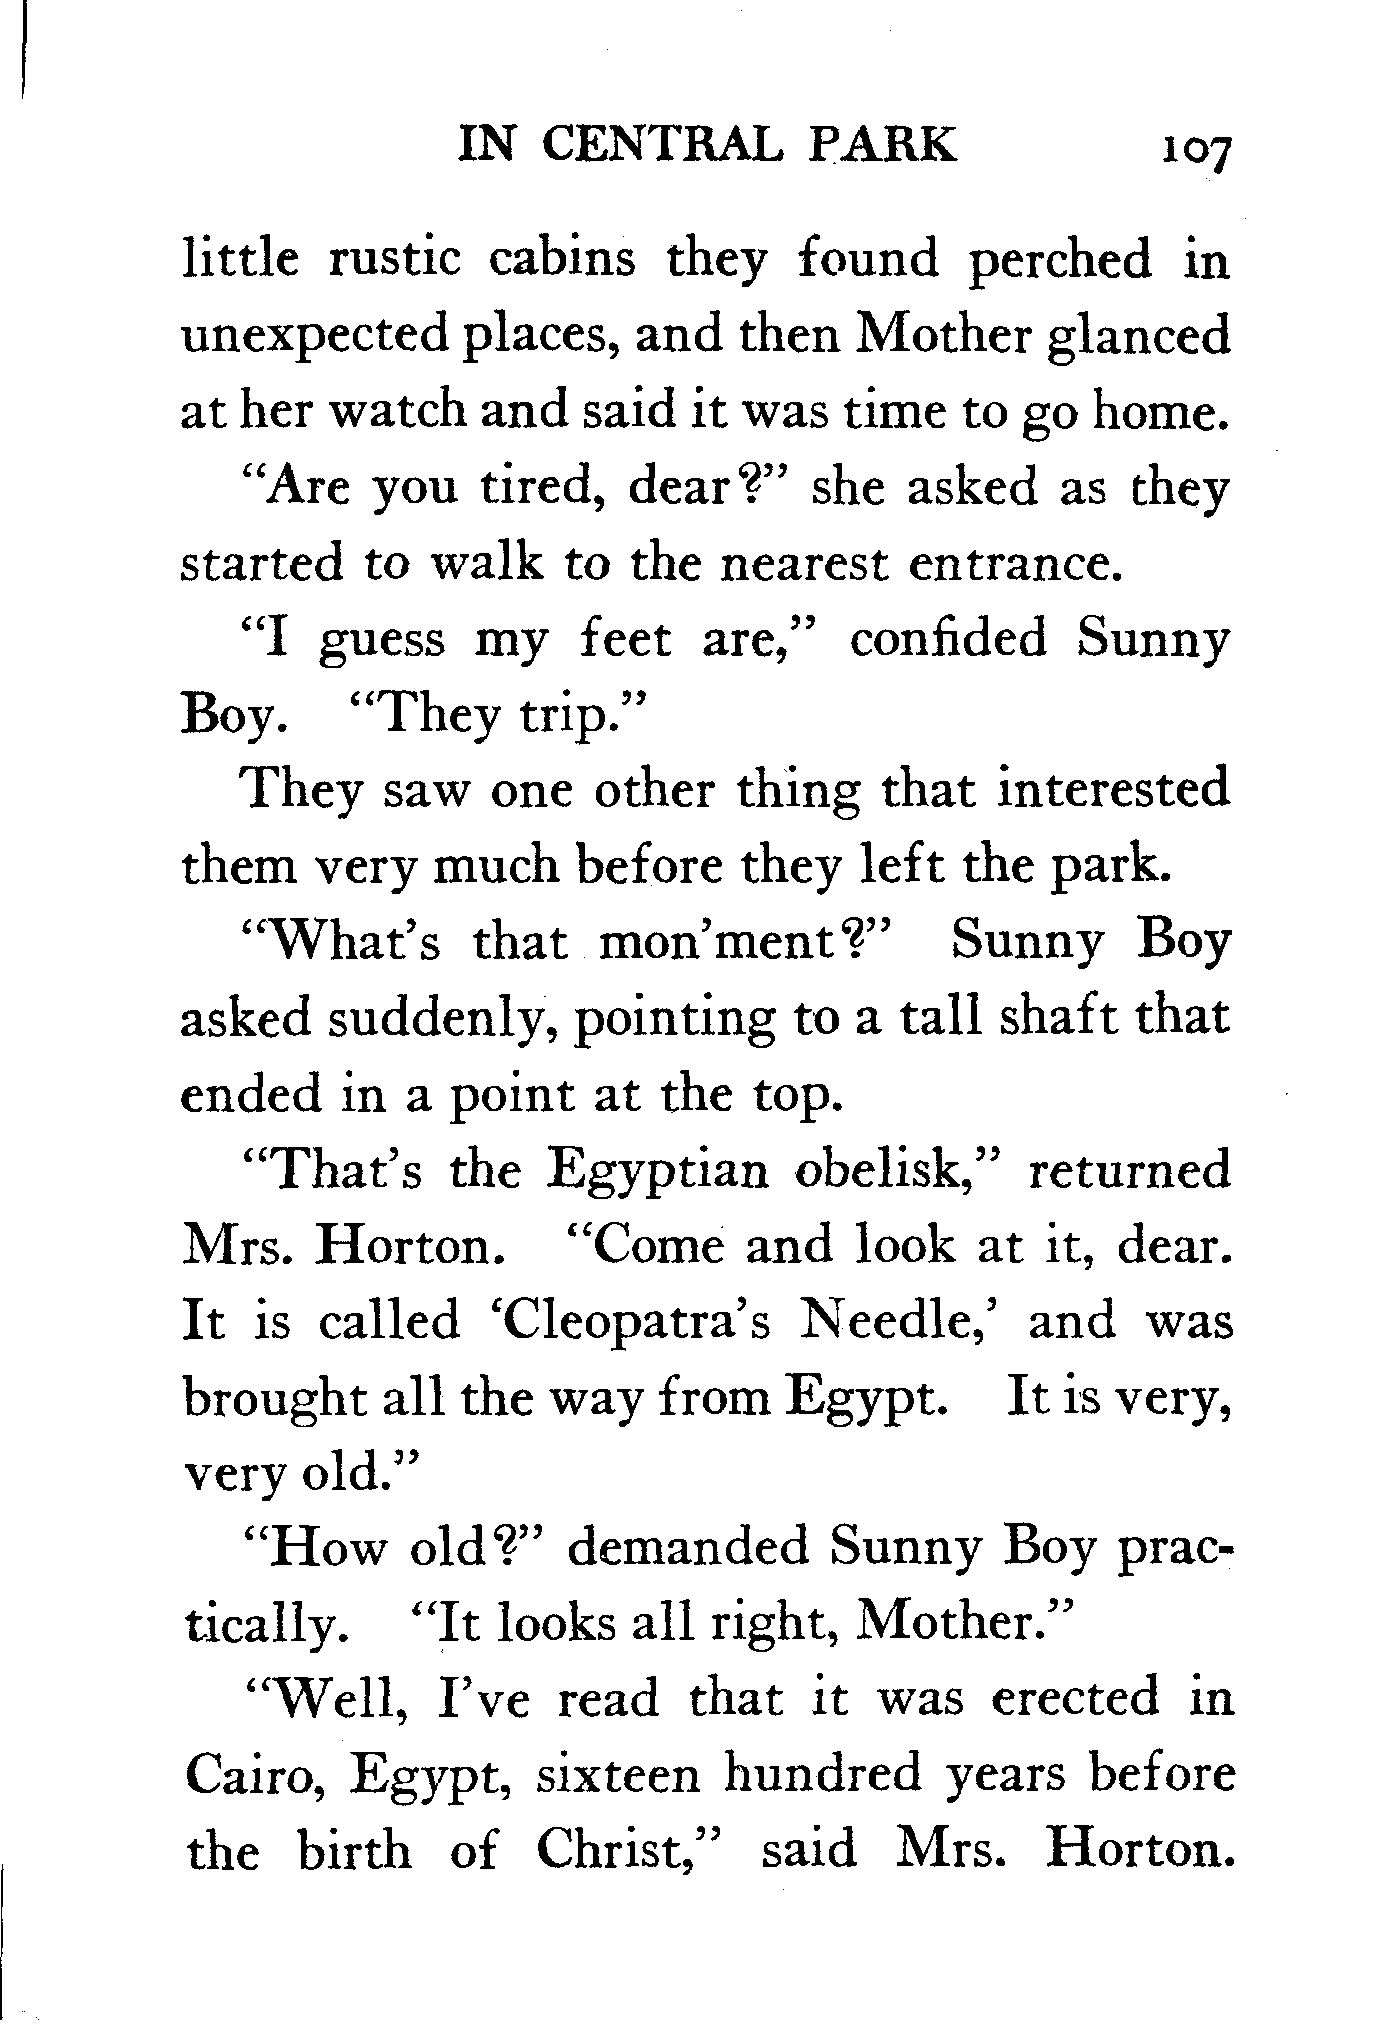 IN CENTRAL PARK 107
little rustic cabins they found perched in
unexpected places, and then Mother glanced
at her watch and said it was time to go home.
“Are you tired, dear?” she asked as they
started to walk to the nearest entrance.
“I guess my feet are,” confided Sunny
Boy. “They trip.”
They saw one other thing that interested
them very much before they left the park.
“What’s that mon’ment?” Sunny Boy
asked suddenly, pointing to a tall shaft that
ended in a point at the top.
“That’s the Egyptian obelisk,” returned
Mrs. Horton. “Come and look at it, dear.
It is called ‘Cleopatra’s Needle,’ and was
brought all the way from Egypt. It is very,
very old.”
“How old?” demanded Sunny Boy prac-
tically. “It looks all right, Mother.”
“Well, I’ve read that it was erected in
Cairo, Egypt, sixteen hundred years before
the birth of Christ,” said Mrs. Horton.